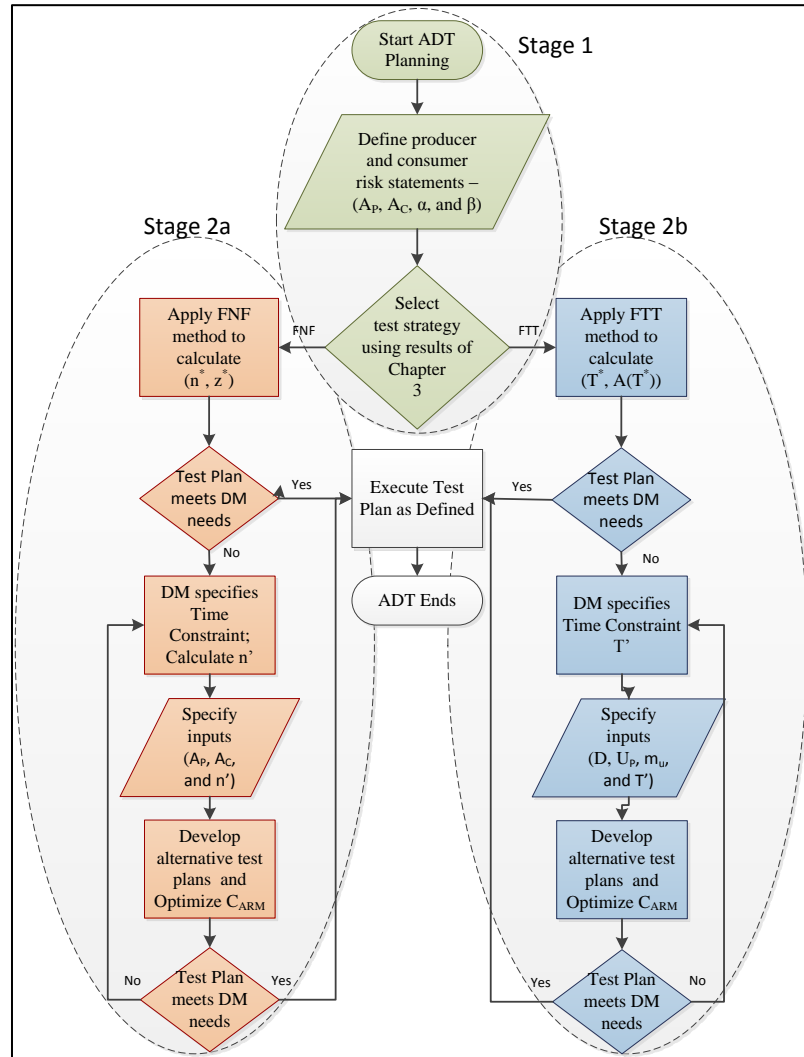 Stage 1
Start ADT
Planning
Define producer
and consumer
risk statements –
(AP, AC, α, and β)
Select
test strategy
using results of
Chapter
3
FNF
FTT
Stage 2a
Apply FNF
method to
calculate
(n*, z*)
Test Plan
meets DM
needs
Yes
No
DM specifies
Time
Constraint;
Calculate n’
Specify
inputs
(AP, AC,
and n’)
Develop
alternative test
plans and
Optimize CARM
Test Plan
meets DM
needs
No
Yes
Execute Test
Plan as Defined
ADT Ends
Stage 2b
Apply FTT
method to
calculate
(T*, A(T*))
Test Plan
meets DM
needs
Yes
No
DM specifies
Time Constraint
T’
Specify
inputs
(D, UP, mu,
and T’)
Develop
alternative test
plans and
Optimize CARM
Test Plan
meets DM
needs
Yes
No